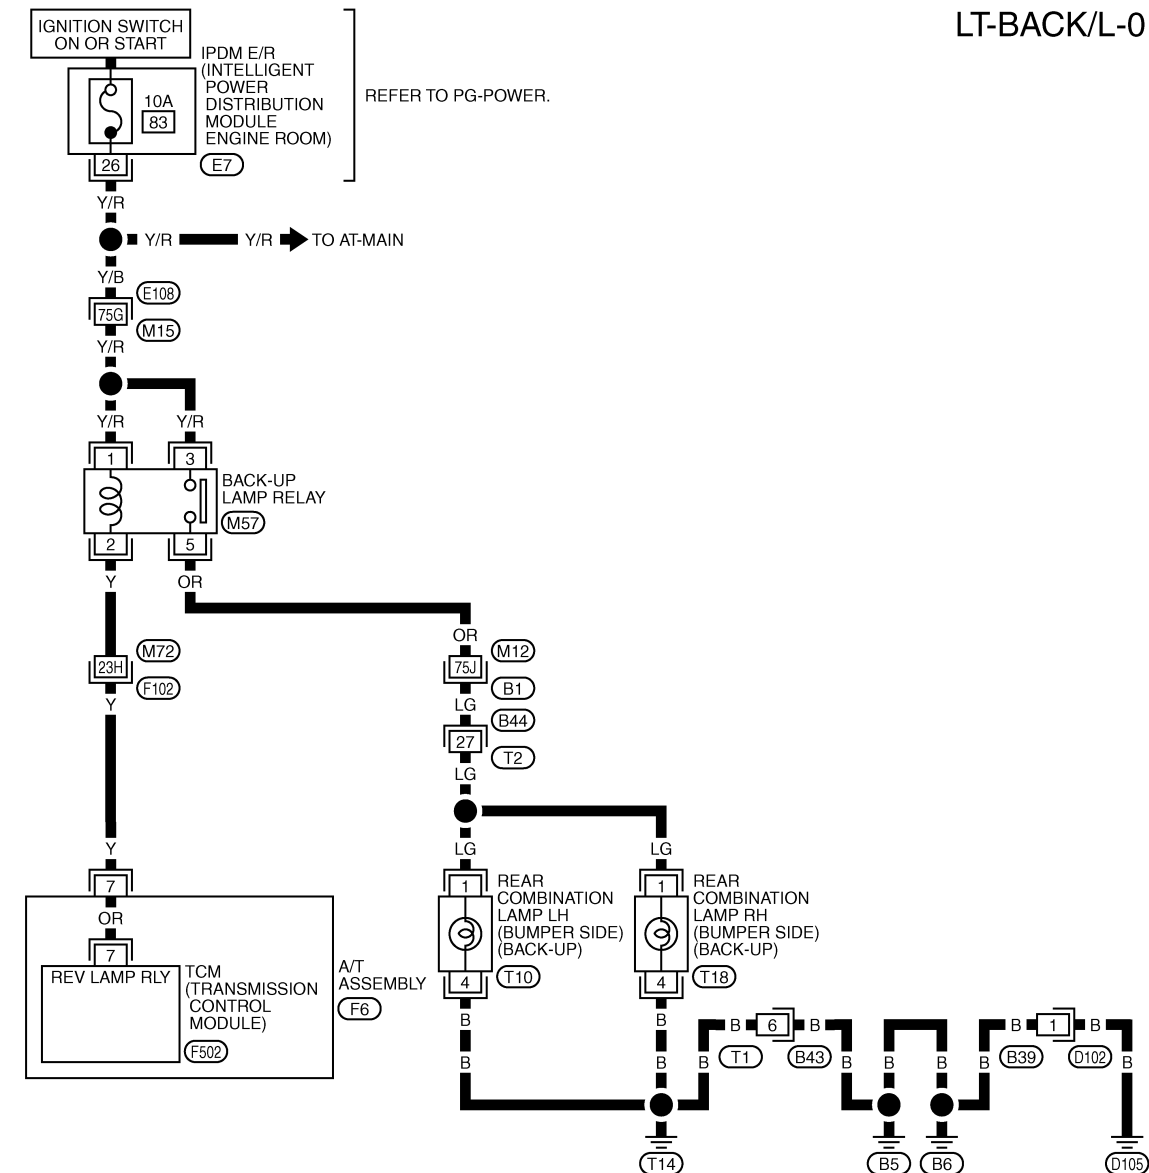 LT-BACK/L-0
IGNITION SWITCH
ON OR START
IPDM E/R
(INTELLIGENT
POWER
DISTRIBUTION
MODULE
ENGINE ROOM)
10A
83
REFER TO PG-POWER.
26
E7
Y/R
Y/R
Y/R
TO AT-MAIN
Y/B
E108
75G
M15
Y/R
Y/R
Y/R
1
3
BACK-UP
LAMP RELAY
M57
2
5
Y
OR
OR
M72
23H
F102
M12
75J
B1
Y
LG
B44
27
T2
LG
Y
LG
LG
7
1
REAR
COMBINATION
LAMP LH
(BUMPER SIDE)
(BACK-UP)
1
REAR
COMBINATION
LAMP RH
(BUMPER SIDE)
(BACK-UP)
OR
7
REV LAMP RLY
TCM
(TRANSMISSION
CONTROL
MODULE)
F502
A/T
ASSEMBLY
F6
4
T10
4
T18
B
B
B
6
B
B
1
B
T1
B43
B39
D102
B
B
B
B
B
B
B
B
T14
B5
B6
D105